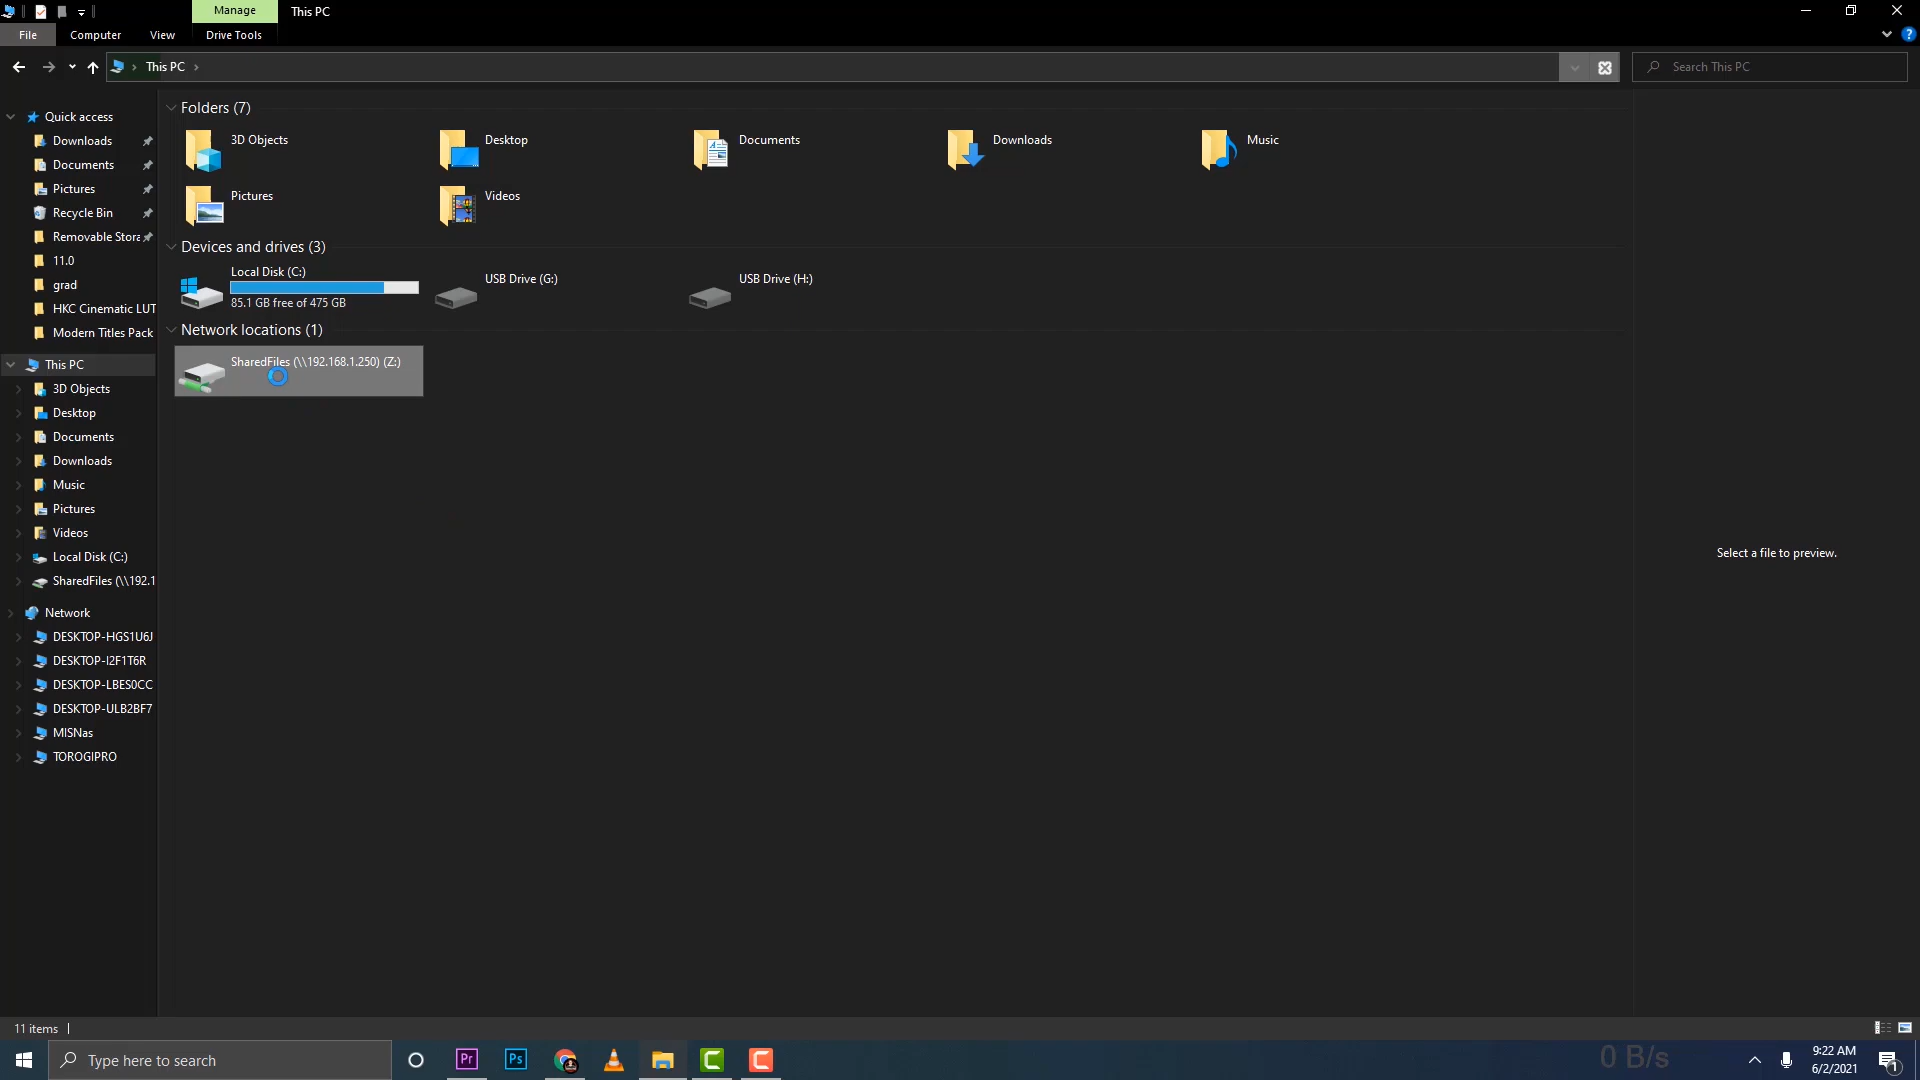 Manage
This PC
File
Computer
View
Drive Tools
?
This PC
Search This PC
Quick access
Downloads
Documents
Pictures
Recycle Bin
Removable Stora
11.0
grad
HKC Cinematic LUT
Modern Titles Pack
This PC
3D Objects
Desktop
Documents
Downloads
Music
Pictures
Videos
Local Disk (C:)
SharedFiles (\\192.1
Network
DESKTOP-HGS1U6J
DESKTOP-I2F1T6R
DESKTOP-LBES0CC
DESKTOP-ULB2BF7
MISNas
TOROGIPRO
Folders (7)
3D Objects
Desktop
Documents
Downloads
Music
Pictures
Videos
Devices and drives (3)
Local Disk (C:)
85.1 GB free of 475 GB
USB Drive (G:)
USB Drive (H:)
Network locations (1)
SharedFiles (\\192.168.1.250) (Z:)
Select a file to preview.
11 items
Type here to search
Pr
Ps
0 B/s
9:22 AM
6/2/2021
1